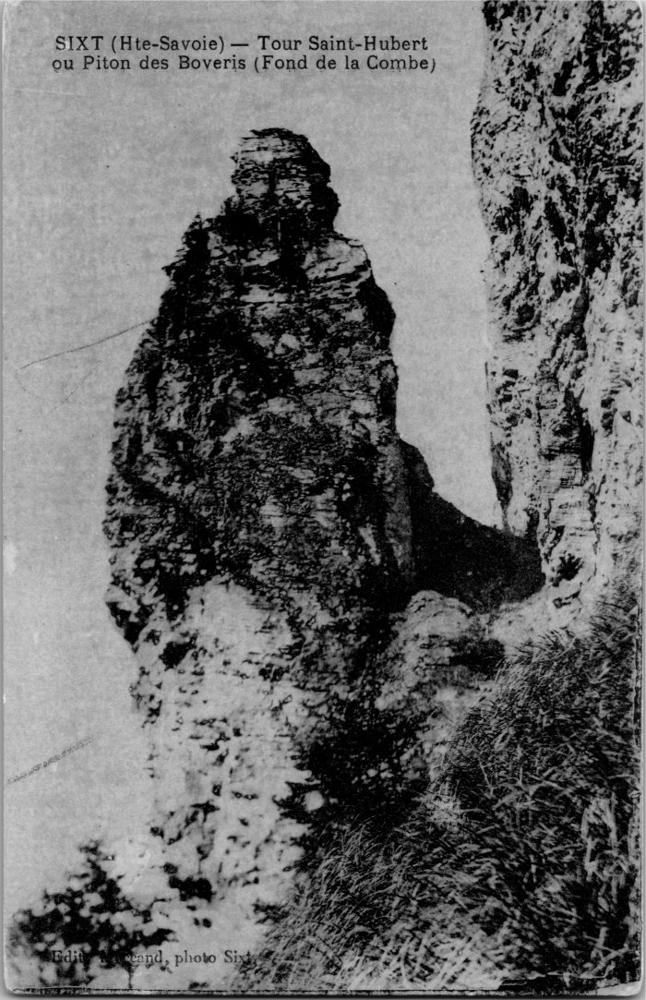 SIXT (Hte-Savoie) — Tour Saint-Hubert
ou Piton des Boveris (Fond de la Combe)
photo Sixt